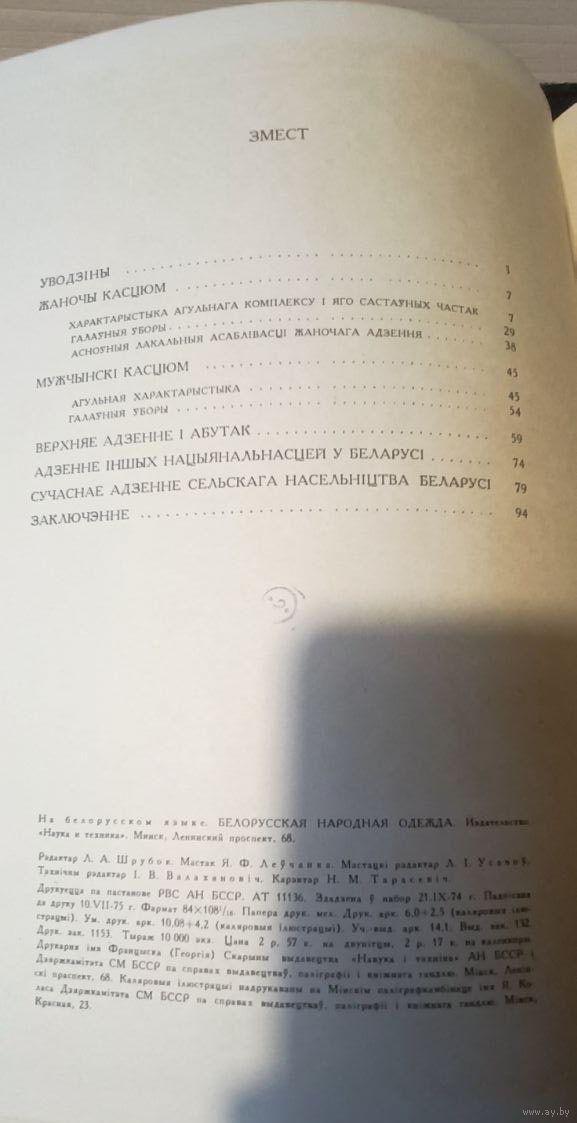 ЗМЕСТ
УВОДЗІНЫ . . . 3
ЖАНОЧЫ КАСЦЮМ . . . 7
ХАРАКТАРЫСТЫКА АГУЛЬНАГА КОМПЛЕКСУ І ЯГО САСТАЎНЫХ ЧАСТАК 7
ГАЛАЎНЫЯ ЎБОРЫ . . . 29
АСНОЎНЫЯ ЛАКАЛЬНЫЯ АСАБЛІВАСЦІ ЖАНОЧАГА АДЗЕННЯ . . . 38
МУЖЧЫНСКІ КАСЦЮМ . . . 45
АГУЛЬНАЯ ХАРАКТАРЫСТЫКА . . . 45
ГАЛАЎНЫЯ ЎБОРЫ . . . 54
ВЕРХНЯЕ АДЗЕННЕ І АБУТАК . . . 59
АДЗЕННЕ ІНШЫХ НАЦЫЯНАЛЬНАСЦЕЙ У БЕЛАРУСІ . . . 74
СУЧАСНАЕ АДЗЕННЕ СЕЛЬСКАГА НАСЕЛЬНІЦТВА БЕЛАРУСІ 79
ЗАКЛЮЧЭННЕ . . . 94
На белорусском языке. БЕЛОРУССКАЯ НАРОДНАЯ ОДЕЖДА. Издательство
«Наука и техника». Минск, Ленинский проспект, 68.
Рэдактар Л. А. Шрубок. Мастак Я. Ф. Леўчанка. Мастацкі рэдактар Л. І. Усачоў.
Тэхнічны рэдактар І. В. Валахановіч. Карэктар Н. М. Тарасевіч.
Друкуецца па пастанове РВС АН БССР. АТ 11136. Здадзена ў набор 21.IX-74 г. Падпісана
да друку 10.VII-75 г. Фармат 84×108¹/₁₆. Папера друк. мел. Друк. арк. 6,0+2,5 (каляровыя ілю-
страцыі). Ум. друк. арк. 10,08+4,2 (каляровыя ілюстрацыі). Уч.-выд. арк. 14,1. Выд. зак. 132.
Друк. зак. 1153. Тыраж 10 000 экз. Цана 2 р. 57 к. на двухніцы, 2 р. 17 к. на каленкоры.
Друкарня імя Францыска (Георгія) Скарыны выдавецтва «Навука і тэхніка» АН БССР і
Дзяржкамітэта СМ БССР па справах выдавецтваў, паліграфіі і кніжнага гандлю. Мінск, Ленін-
скі праспект, 68. Каляровыя ілюстрацыі надрукаваны на Мінскім паліграфкамбінаце імя Я. Ко-
ласа Дзяржкамітэта СМ БССР па справах выдавецтваў, паліграфіі і кніжнага гандлю. Мінск,
Красная, 23.
www.ay.by